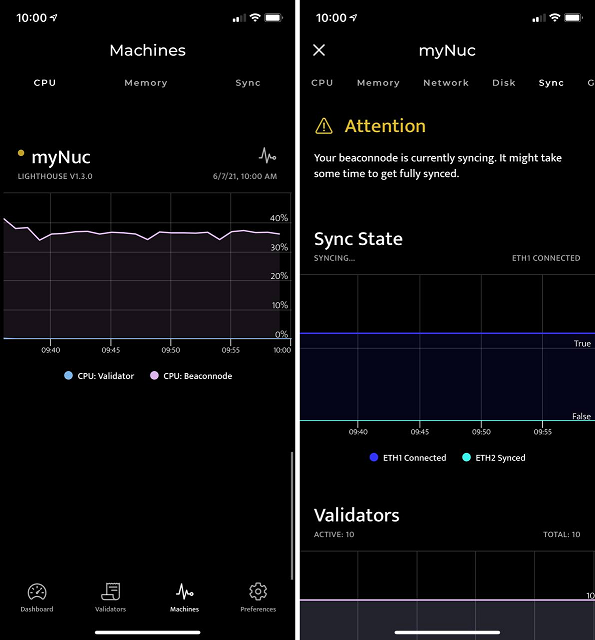 10:00
Machines
CPU Memory Sync
myNuc
LIGHTHOUSE V1.3.0 6/7/21, 10:00 AM
40%
30%
20%
10%
0%
09:40 09:45 09:50 09:55 10:00
CPU: Validator CPU: Beaconnode
Dashboard Validators Machines Preferences
10:00
myNuc
CPU Memory Network Disk Sync G
Attention
Your beaconnode is currently syncing. It might take
some time to get fully synced.
Sync State
SYNCING... ETH1 CONNECTED
True
False
09:40 09:45 09:50 09:55
ETH1 Connected ETH2 Synced
Validators
ACTIVE: 10 TOTAL: 10
10